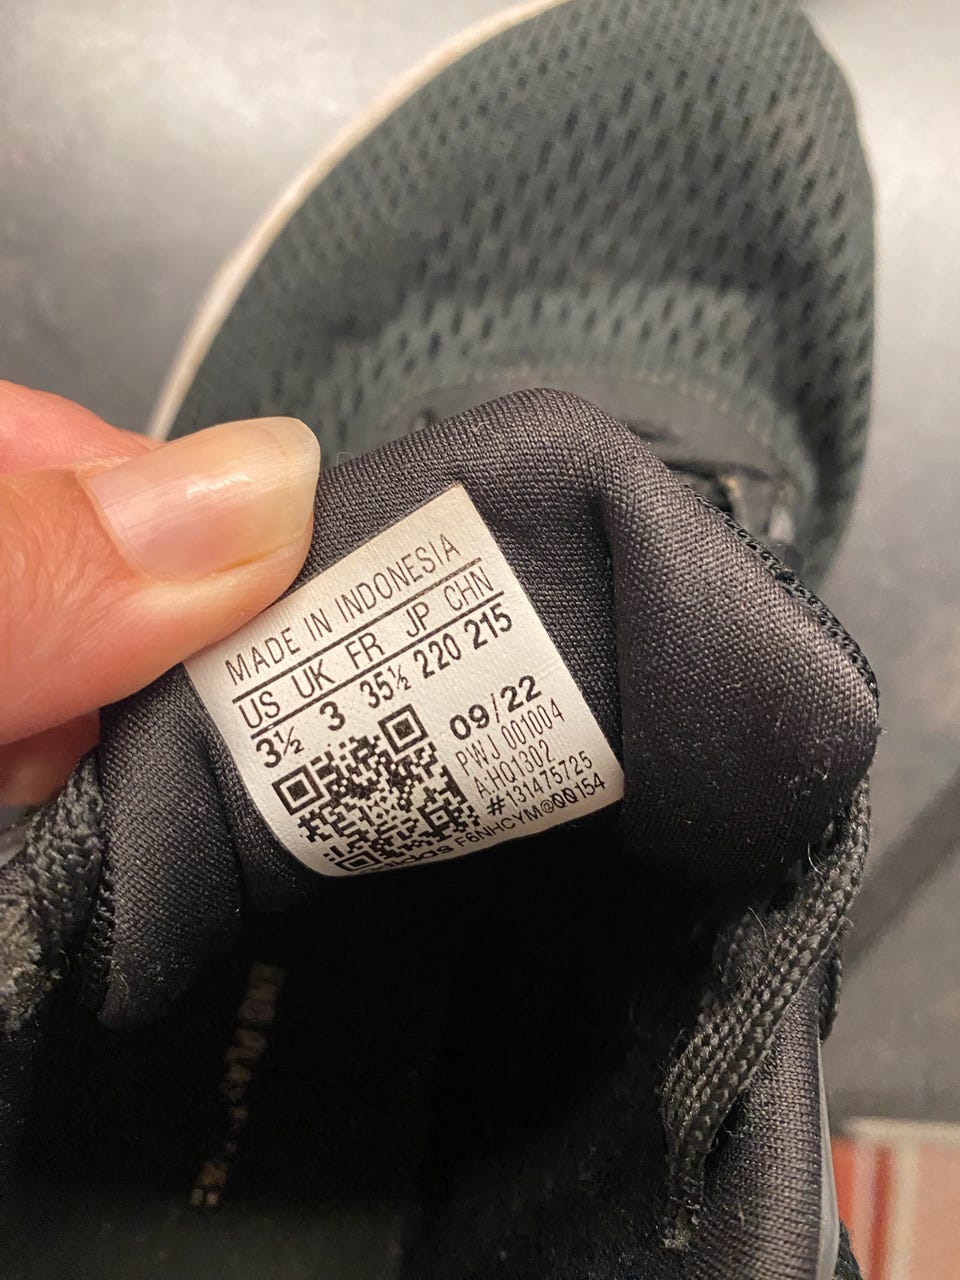 MADE IN INDONESIA
US UK FR JP CHN
3½ 3 35½ 220 215
09/22
PWJ 001004
A:HQ1302
#131475725
adidas F6NHCYM@QQ154